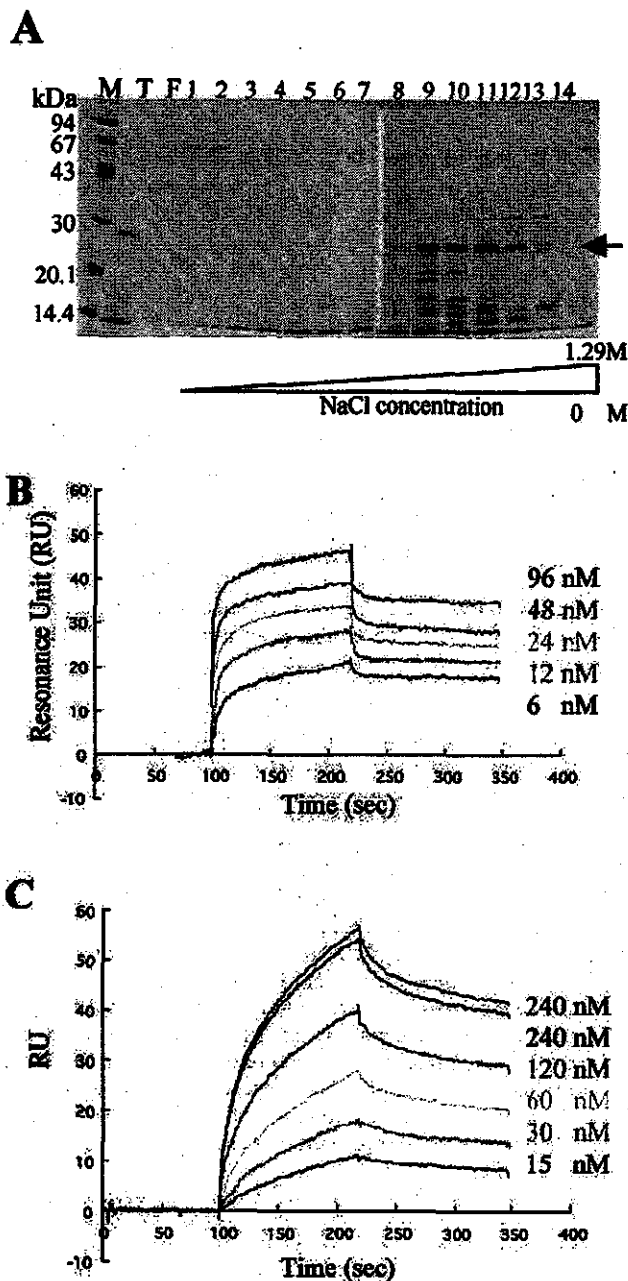 A
kDa M T F 1 2 3 4 5 6 7 8 9 10 11 12 13 14
94
67
43
30
20.1
14.4
1.29M
NaCl concentration 0 M
B
Resonance Unit (RU)
60
50
40
30
20
10
0
-10
0 50 100 150 200 250 300 350 400
Time (sec)
96 nM
48 nM
24 nM
12 nM
6 nM
C
RU
60
50
40
30
20
10
0
-10
0 50 100 150 200 250 300 350 400
Time (sec)
240 nM
240 nM
120 nM
60 nM
30 nM
15 nM